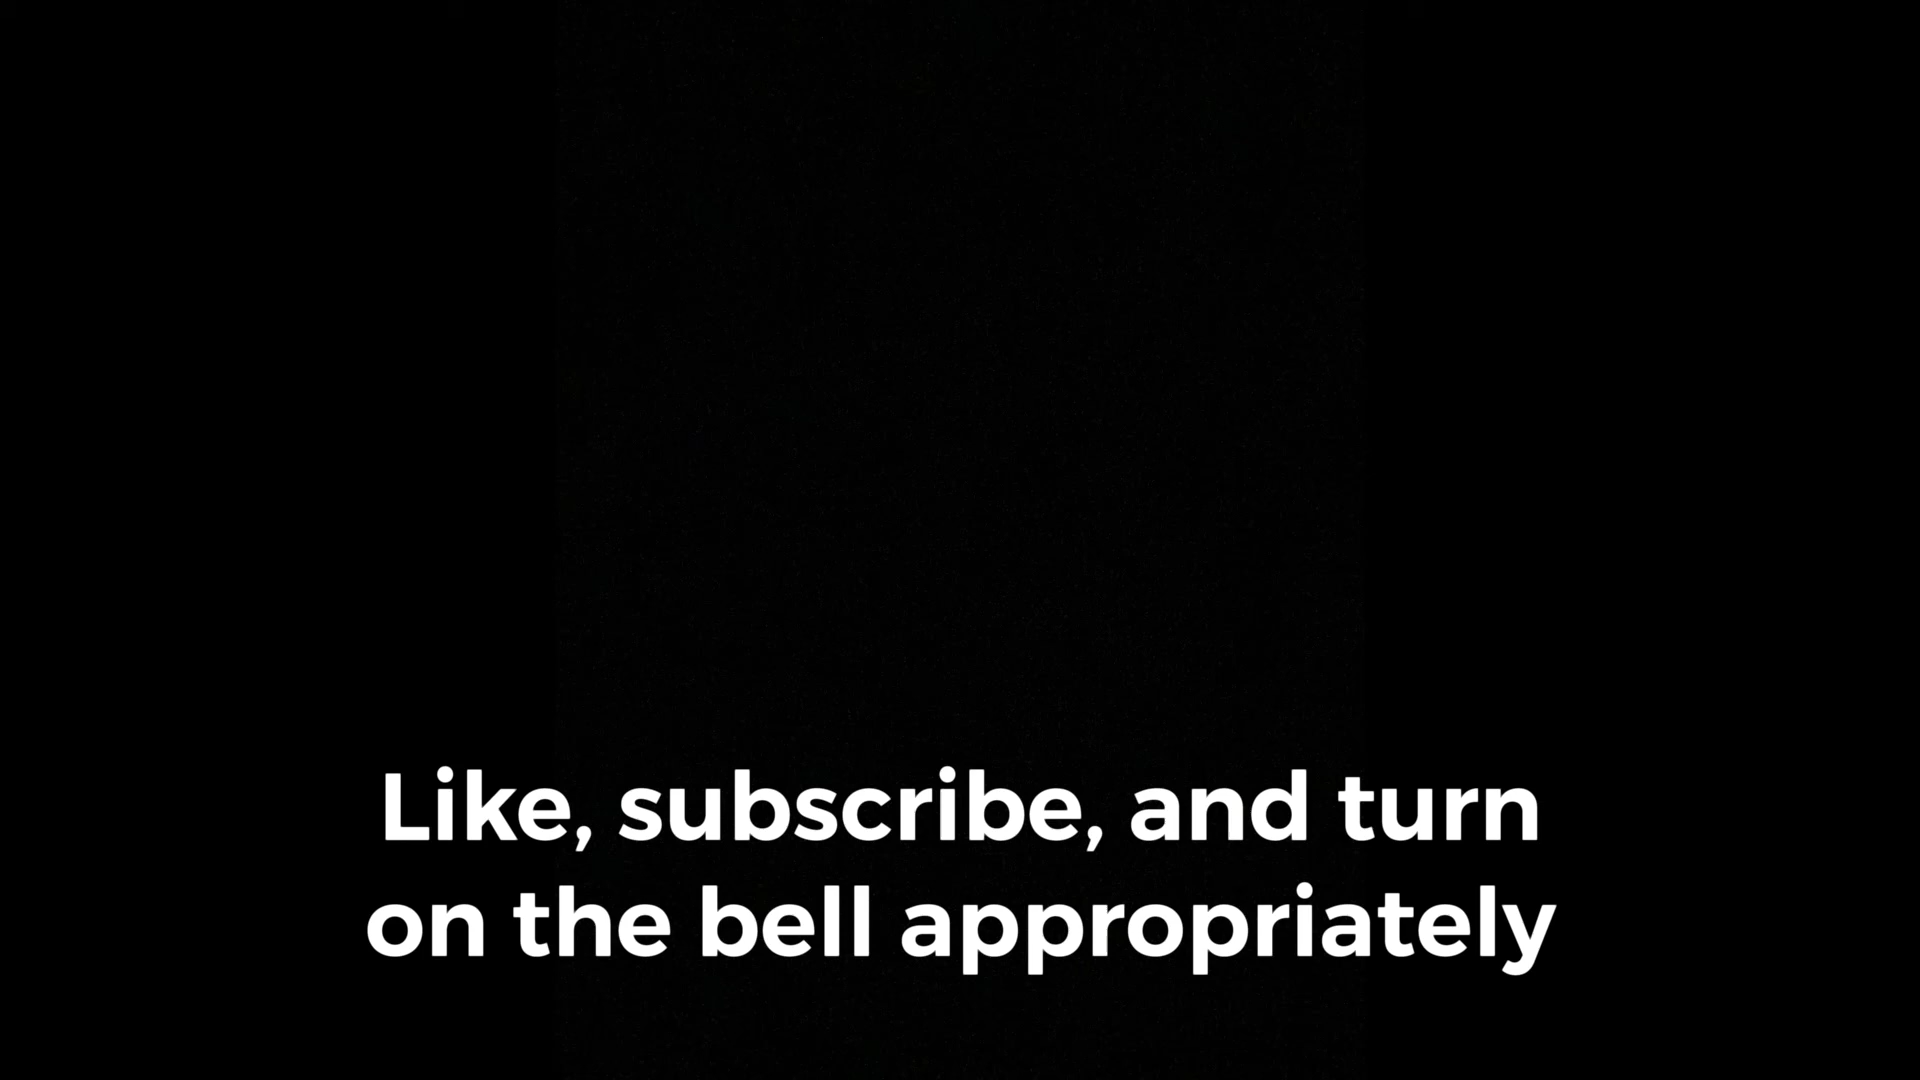 Like, subscribe, and turn
on the bell appropriately